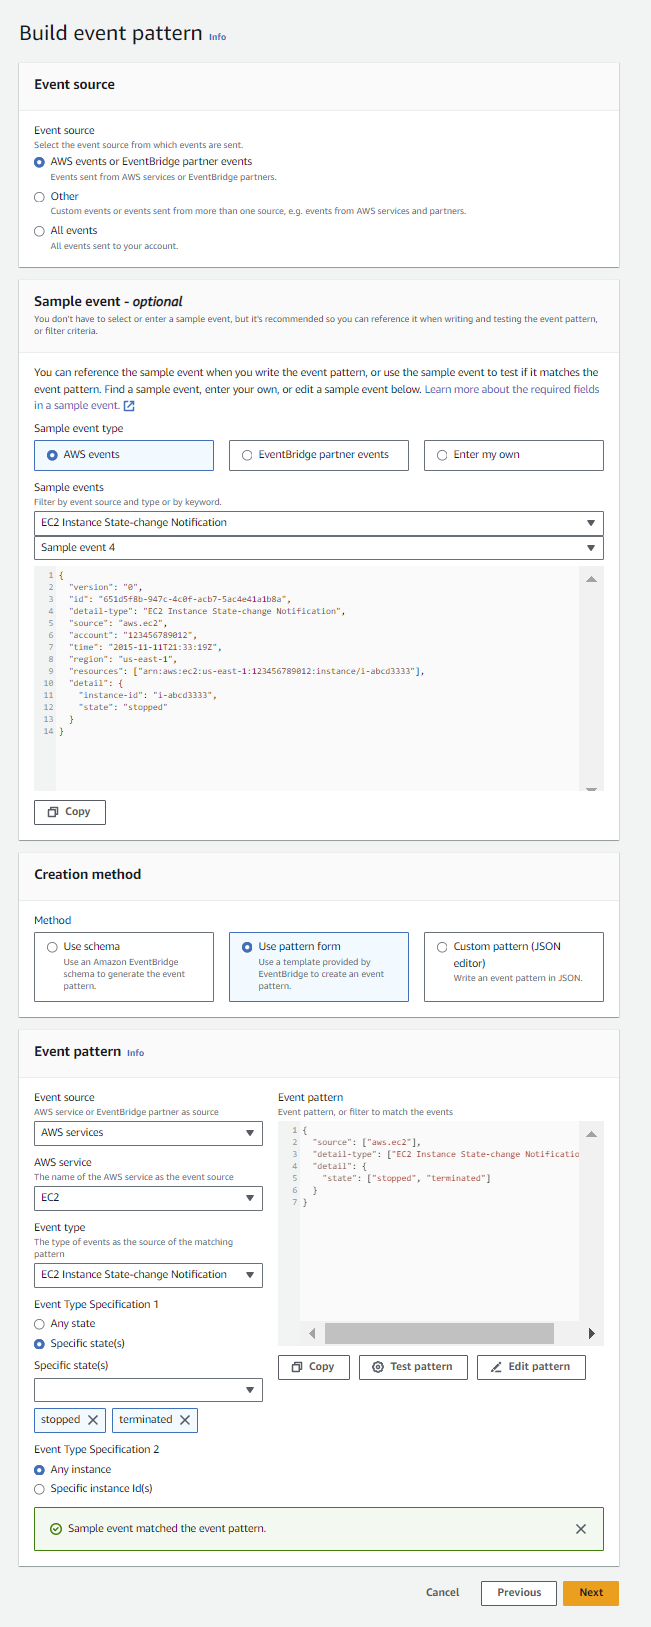 Build event pattern Info
Event source
Event source
Select the event source from which events are sent.
AWS events or EventBridge partner events
Events sent from AWS services or EventBridge partners.
Other
Custom events or events sent from more than one source, e.g. events from AWS services and partners.
All events
All events sent to your account.
Sample event - optional
You don't have to select or enter a sample event, but it's recommended so you can reference it when writing and testing the event pattern,
or filter criteria.
You can reference the sample event when you write the event pattern, or use the sample event to test if it matches the
event pattern. Find a sample event, enter your own, or edit a sample event below. Learn more about the required fields
in a sample event.
Sample event type
AWS events
EventBridge partner events
Enter my own
Sample events
Filter by event source and type or by keyword.
EC2 Instance State-change Notification
Sample event 4
1 {
2 "version": "0",
3 "id": "651d5f8b-947c-4c0f-acb7-5ac4e41a1b8a",
4 "detail-type": "EC2 Instance State-change Notification",
5 "source": "aws.ec2",
6 "account": "123456789012",
7 "time": "2015-11-11T21:33:19Z",
8 "region": "us-east-1",
9 "resources": ["arn:aws:ec2:us-east-1:123456789012:instance/i-abcd3333"],
10 "detail": {
11 "instance-id": "i-abcd3333",
12 "state": "stopped"
13 }
14 }
Copy
Creation method
Method
Use schema
Use an Amazon EventBridge
schema to generate the event
pattern.
Use pattern form
Use a template provided by
EventBridge to create an event
pattern.
Custom pattern (JSON
editor)
Write an event pattern in JSON.
Event pattern Info
Event source
AWS service or EventBridge partner as source
AWS services
AWS service
The name of the AWS service as the event source
EC2
Event type
The type of events as the source of the matching
pattern
EC2 Instance State-change Notification
Event Type Specification 1
Any state
Specific state(s)
Specific state(s)
stopped
terminated
Event Type Specification 2
Any instance
Specific instance Id(s)
Event pattern
Event pattern, or filter to match the events
1 {
2 "source": ["aws.ec2"],
3 "detail-type": ["EC2 Instance State-change Notificatio
4 "detail": {
5 "state": ["stopped", "terminated"]
6 }
7 }
Copy
Test pattern
Edit pattern
Sample event matched the event pattern.
Cancel
Previous
Next